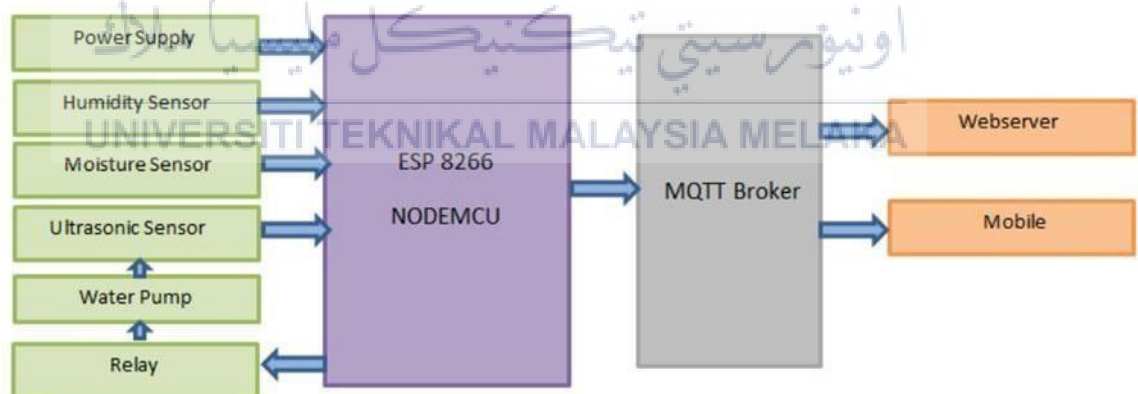 اونيۏرسيتي تيكنيكل مليسيا ملاك
UNIVERSITI TEKNIKAL MALAYSIA MELAKA
Power Supply
Humidity Sensor
Moisture Sensor
Ultrasonic Sensor
Water Pump
Relay
ESP 8266
NODEMCU
MQTT Broker
Webserver
Mobile